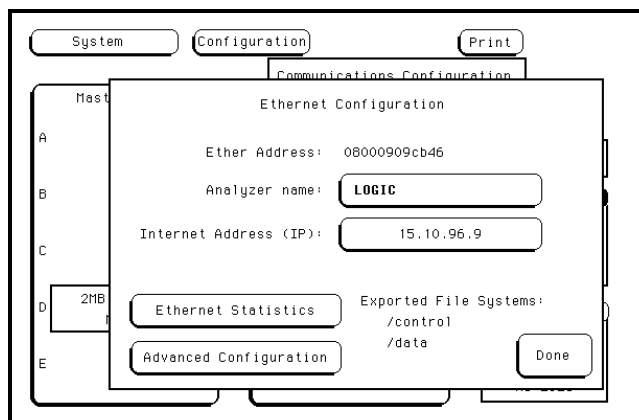 System Configuration Print
Communications Configuration
Mast
Ethernet Configuration
A
Ether Address: 08000909cb46
B
Analyzer name: LOGIC
Internet Address (IP): 15.10.96.9
C
D
2MB
Ethernet Statistics
Exported File Systems:
/control
/data
Advanced Configuration
Done
E